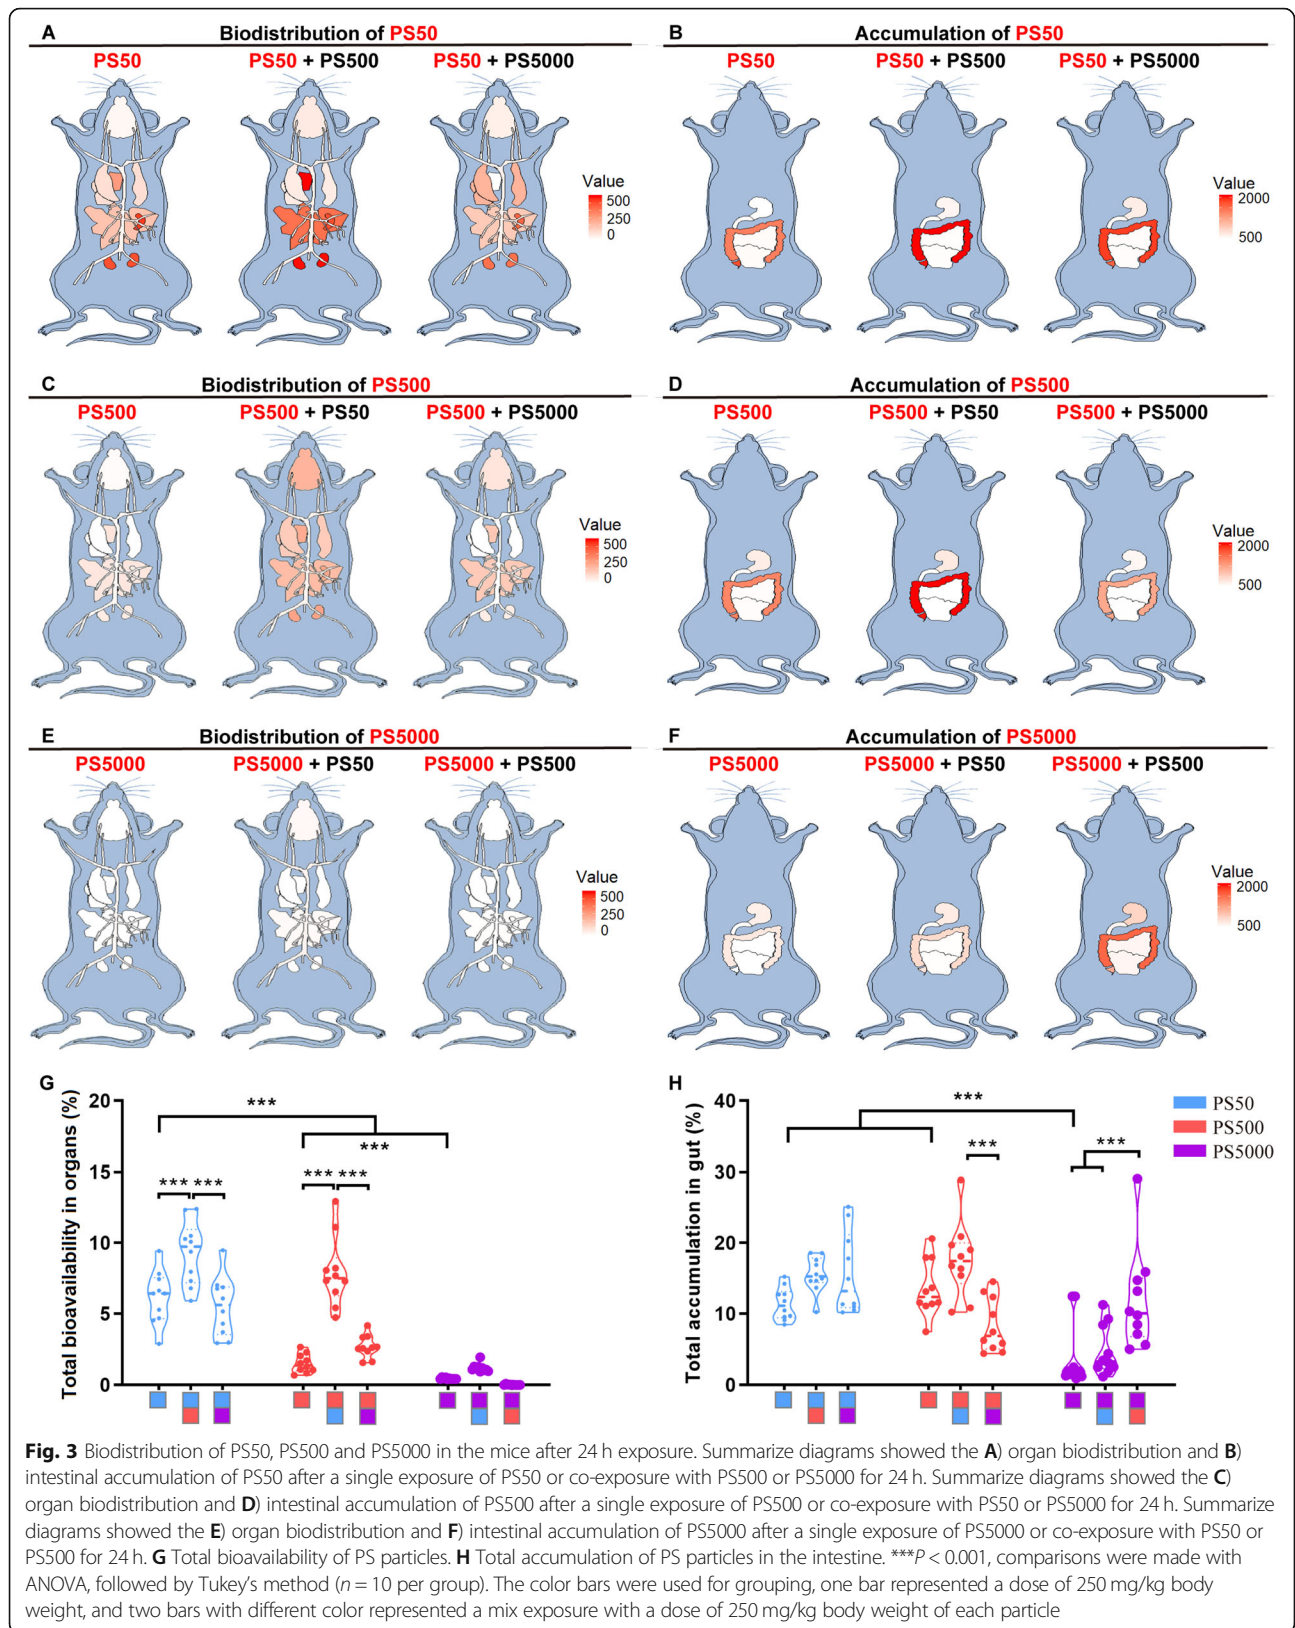 A Biodistribution of PS50
PS50 PS50 + PS500 PS50 + PS5000
Value
500
250
0
B Accumulation of PS50
PS50 PS50 + PS500 PS50 + PS5000
Value
2000
500
C Biodistribution of PS500
PS500 PS500 + PS50 PS500 + PS5000
Value
500
250
0
D Accumulation of PS500
PS500 PS500 + PS50 PS500 + PS5000
Value
2000
500
E Biodistribution of PS5000
PS5000 PS5000 + PS50 PS5000 + PS500
Value
500
250
0
F Accumulation of PS5000
PS5000 PS5000 + PS50 PS5000 + PS500
Value
2000
500
G
Total bioavailability in organs (%)
20
15
10
5
0
***
***
*** ***
*** ***
H
Total accumulation in gut (%)
40
30
20
10
0
***
***
***
PS50
PS500
PS5000
Fig. 3 Biodistribution of PS50, PS500 and PS5000 in the mice after 24 h exposure. Summarize diagrams showed the A) organ biodistribution and B)
intestinal accumulation of PS50 after a single exposure of PS50 or co-exposure with PS500 or PS5000 for 24 h. Summarize diagrams showed the C)
organ biodistribution and D) intestinal accumulation of PS500 after a single exposure of PS500 or co-exposure with PS50 or PS5000 for 24 h. Summarize
diagrams showed the E) organ biodistribution and F) intestinal accumulation of PS5000 after a single exposure of PS5000 or co-exposure with PS50 or
PS500 for 24 h. G Total bioavailability of PS particles. H Total accumulation of PS particles in the intestine. ***P < 0.001, comparisons were made with
ANOVA, followed by Tukey's method (n = 10 per group). The color bars were used for grouping, one bar represented a dose of 250 mg/kg body
weight, and two bars with different color represented a mix exposure with a dose of 250 mg/kg body weight of each particle